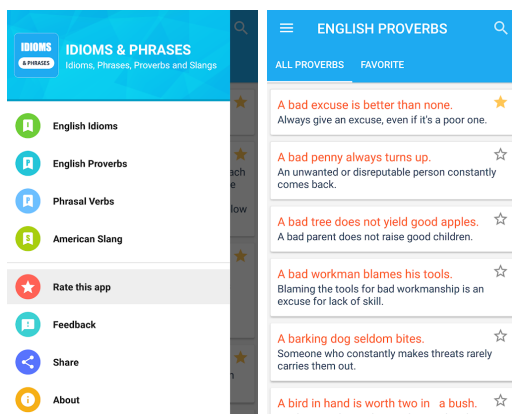 IDIOMS
& PHRASES
IDIOMS & PHRASES
Idioms, Phrases, Proverbs and Slangs
English Idioms
English Proverbs
Phrasal Verbs
American Slang
Rate this app
Feedback
Share
About
ach
e
low
n
ENGLISH PROVERBS
ALL PROVERBS FAVORITE
A bad excuse is better than none.
Always give an excuse, even if it's a poor one.
A bad penny always turns up.
An unwanted or disreputable person constantly
comes back.
A bad tree does not yield good apples.
A bad parent does not raise good children.
A bad workman blames his tools.
Blaming the tools for bad workmanship is an
excuse for lack of skill.
A barking dog seldom bites.
Someone who constantly makes threats rarely
carries them out.
A bird in hand is worth two in a bush.